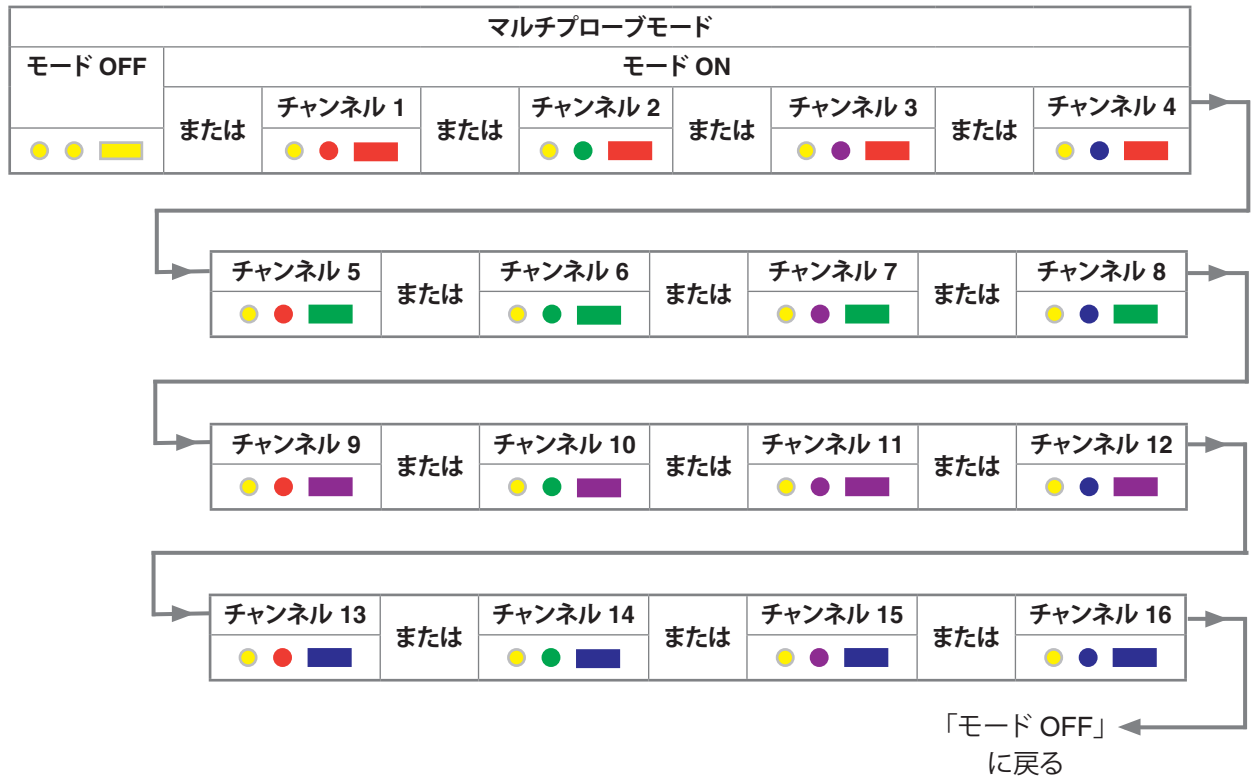 マルチプローブモード
モード OFF
モード ON
または
チャンネル 1
または
チャンネル 2
または
チャンネル 3
または
チャンネル 4
チャンネル 5
または
チャンネル 6
または
チャンネル 7
または
チャンネル 8
チャンネル 9
または
チャンネル 10
または
チャンネル 11
または
チャンネル 12
チャンネル 13
または
チャンネル 14
または
チャンネル 15
または
チャンネル 16
「モード OFF」
に戻る